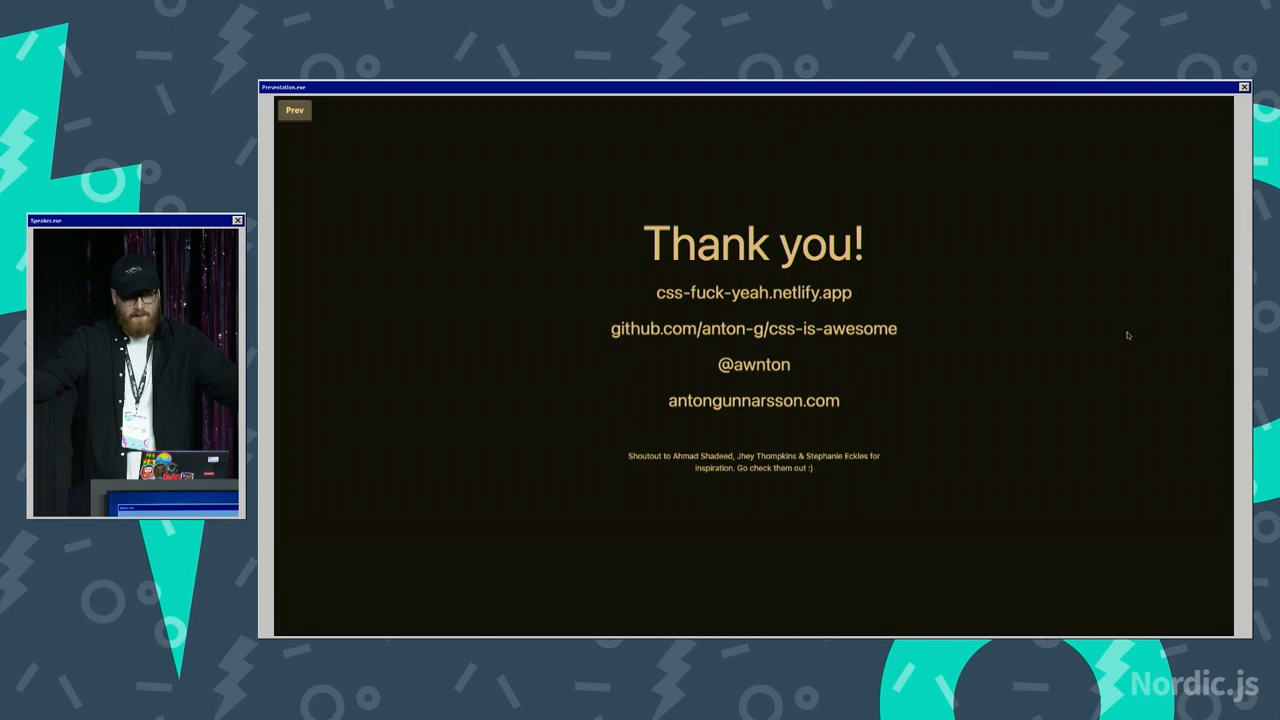 Presentation.exe
Prev
Thank you!
css-fuck-yeah.netlify.app
github.com/anton-g/css-is-awesome
@awnton
antongunnarsson.com
Shoutout to Ahmad Shadeed, Jhey Thompkins & Stephanie Eckles for
inspiration. Go check them out :)
Speaker.exe
Nordic.js